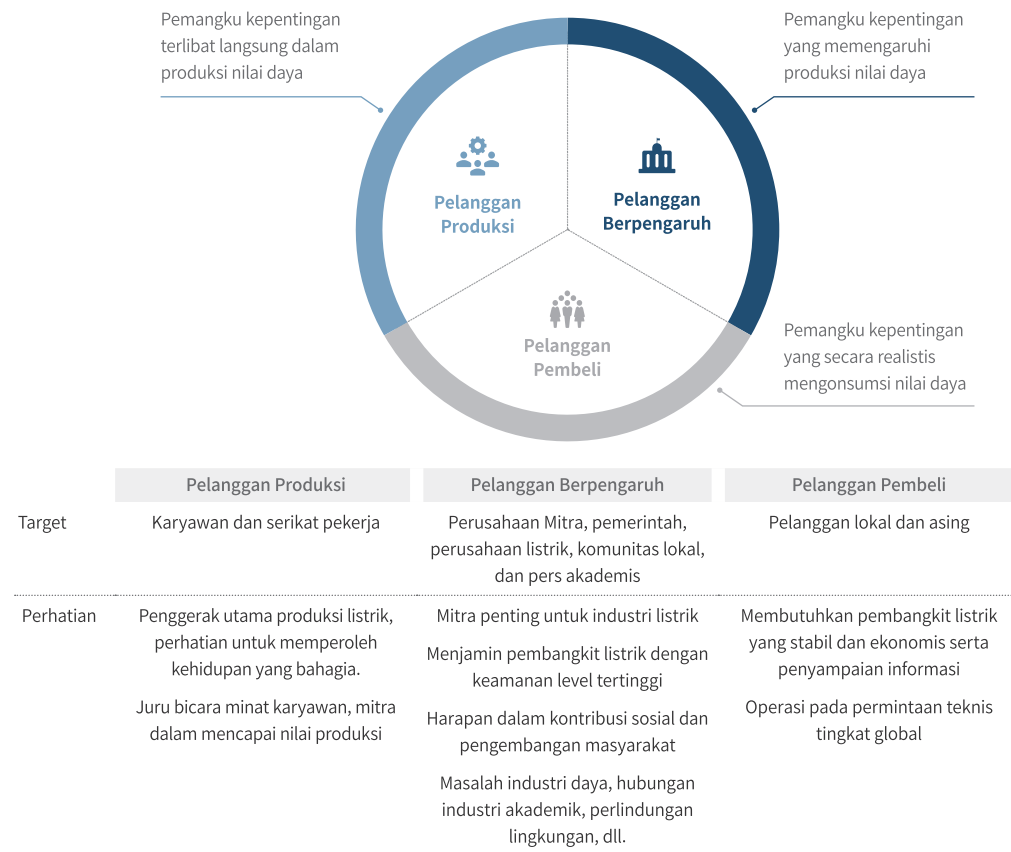 Pemangku kepentingan
terlibat langsung dalam
produksi nilai daya
Pemangku kepentingan
yang memengaruhi
produksi nilai daya
Pelanggan
Produksi
Pelanggan
Berpengaruh
Pelanggan
Pembeli
Pemangku kepentingan
yang secara realistis
mengonsumsi nilai daya
Pelanggan Produksi
Pelanggan Berpengaruh
Pelanggan Pembeli
Target
Karyawan dan serikat pekerja
Perusahaan Mitra, pemerintah,
perusahaan listrik, komunitas lokal,
dan pers akademis
Pelanggan lokal dan asing
Perhatian
Penggerak utama produksi listrik,
perhatian untuk memperoleh
kehidupan yang bahagia.
Juru bicara minat karyawan, mitra
dalam mencapai nilai produksi
Mitra penting untuk industri listrik
Menjamin pembangkit listrik dengan
keamanan level tertinggi
Harapan dalam kontribusi sosial dan
pengembangan masyarakat
Masalah industri daya, hubungan
industri akademik, perlindungan
lingkungan, dll.
Membutuhkan pembangkit listrik
yang stabil dan ekonomis serta
penyampaian informasi
Operasi pada permintaan teknis
tingkat global